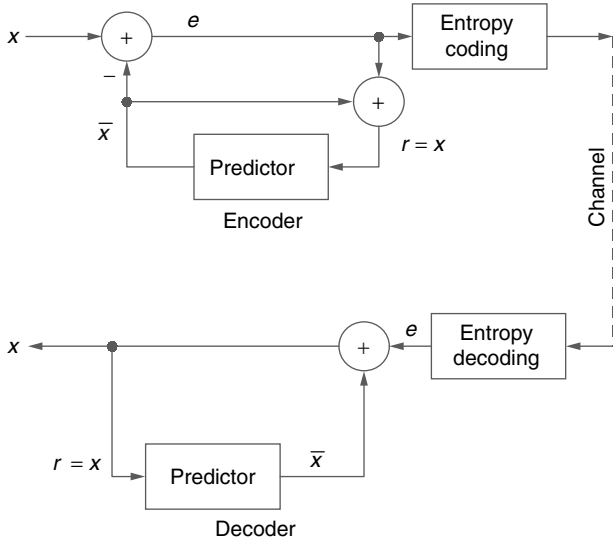 x
+
e
Entropy
coding
–
+
x̄
r = x
Predictor
Encoder
Channel
x
+
e
Entropy
decoding
r = x
Predictor
x̄
Decoder